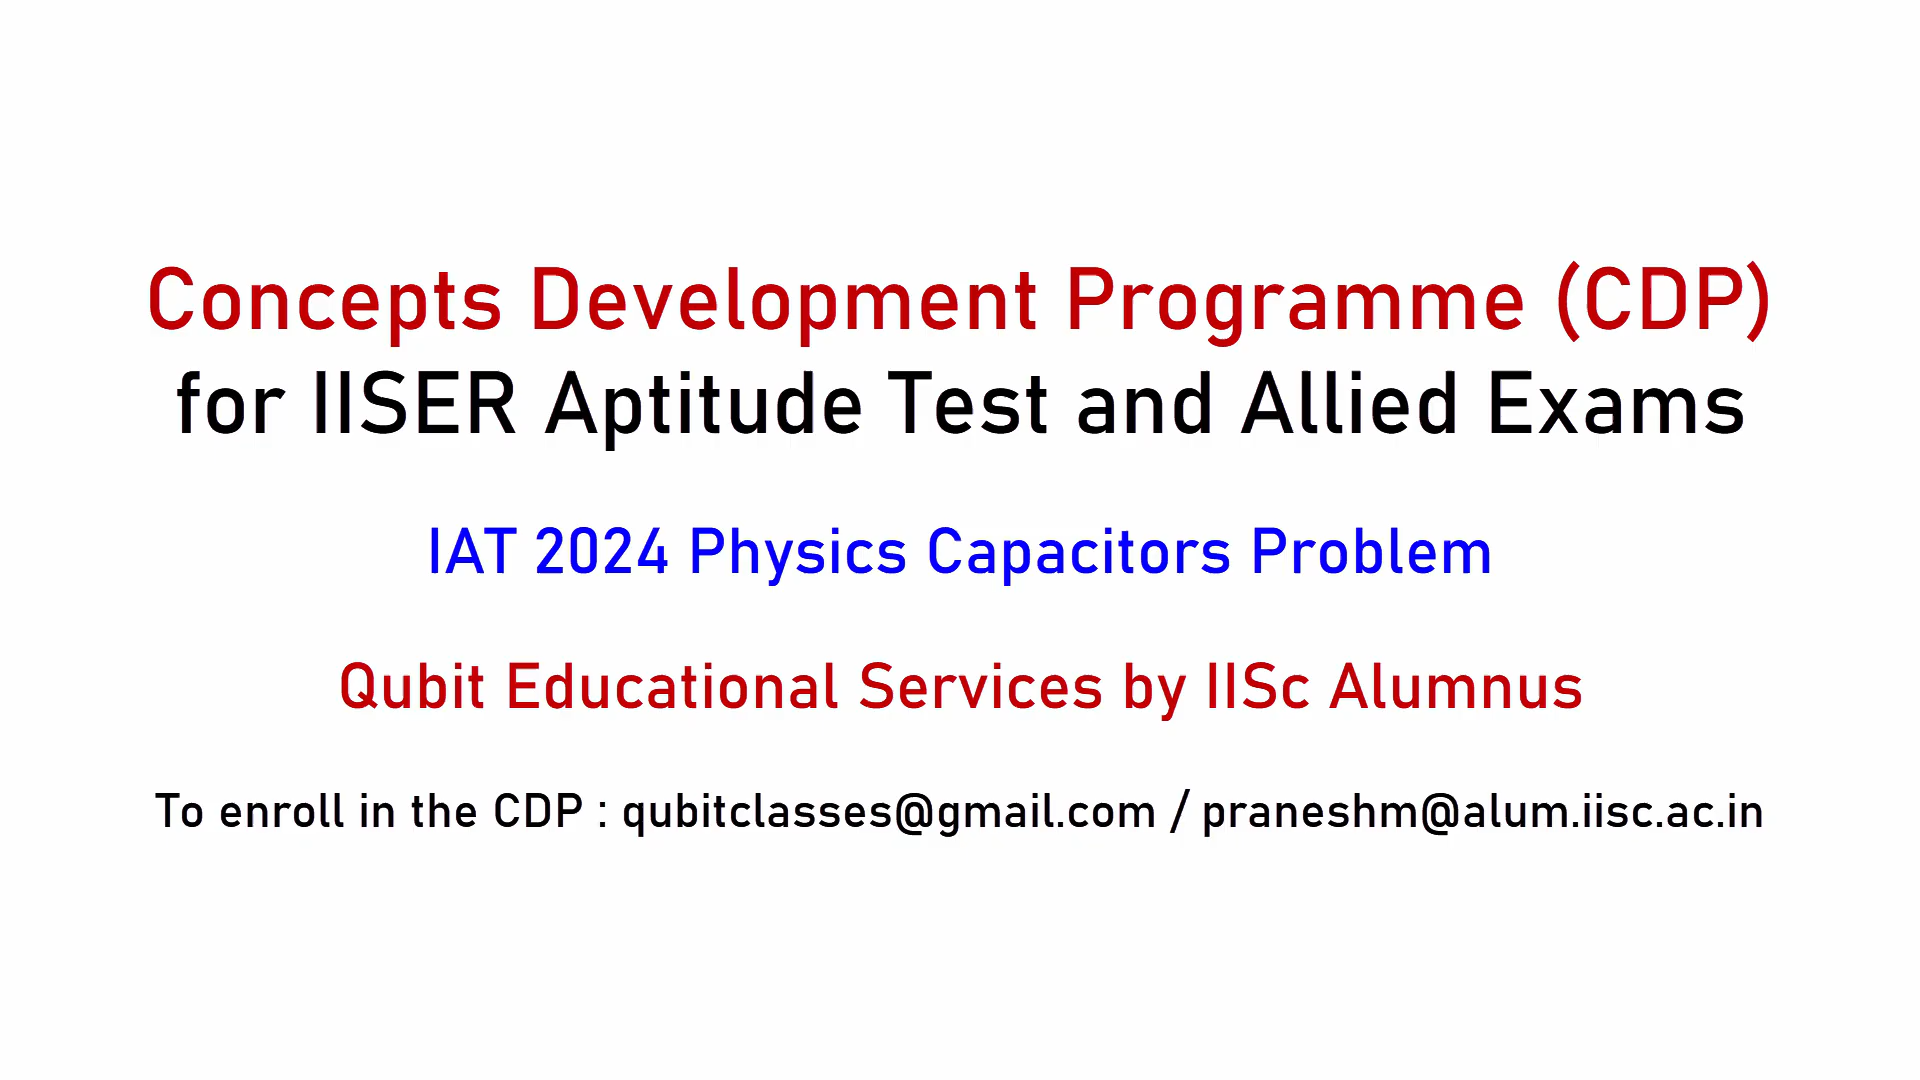 Concepts Development Programme (CDP)
for IISER Aptitude Test and Allied Exams
IAT 2024 Physics Capacitors Problem
Qubit Educational Services by IISc Alumnus
To enroll in the CDP : qubitclasses@gmail.com / praneshm@alum.iisc.ac.in